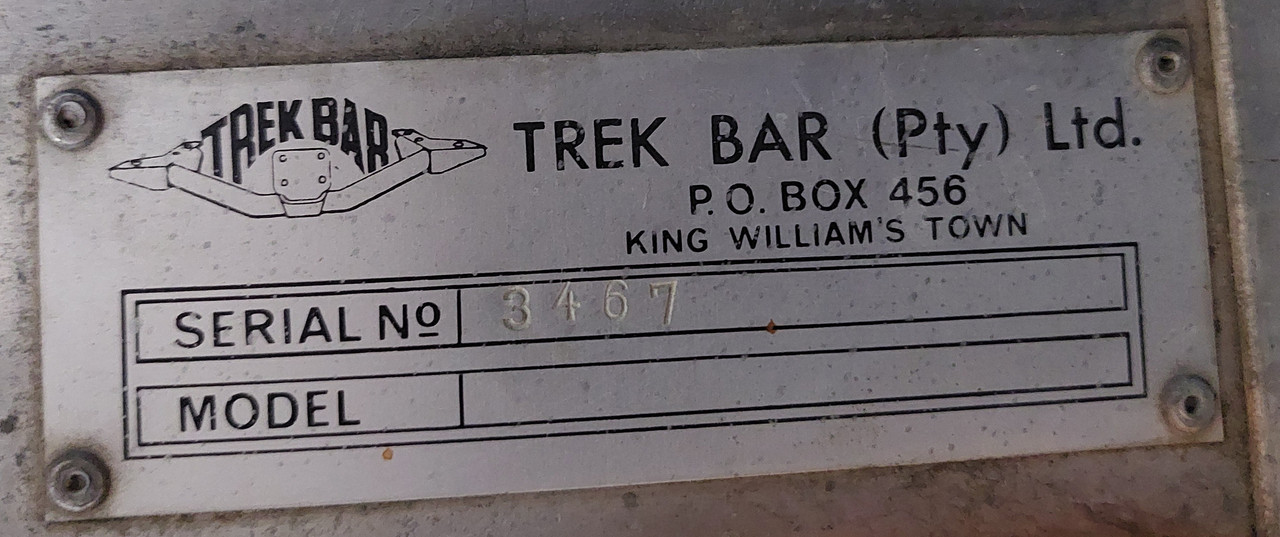 TREK BAR
TREK BAR (Pty) Ltd.
P.O. BOX 456
KING WILLIAM'S TOWN
SERIAL Nº 3467
MODEL